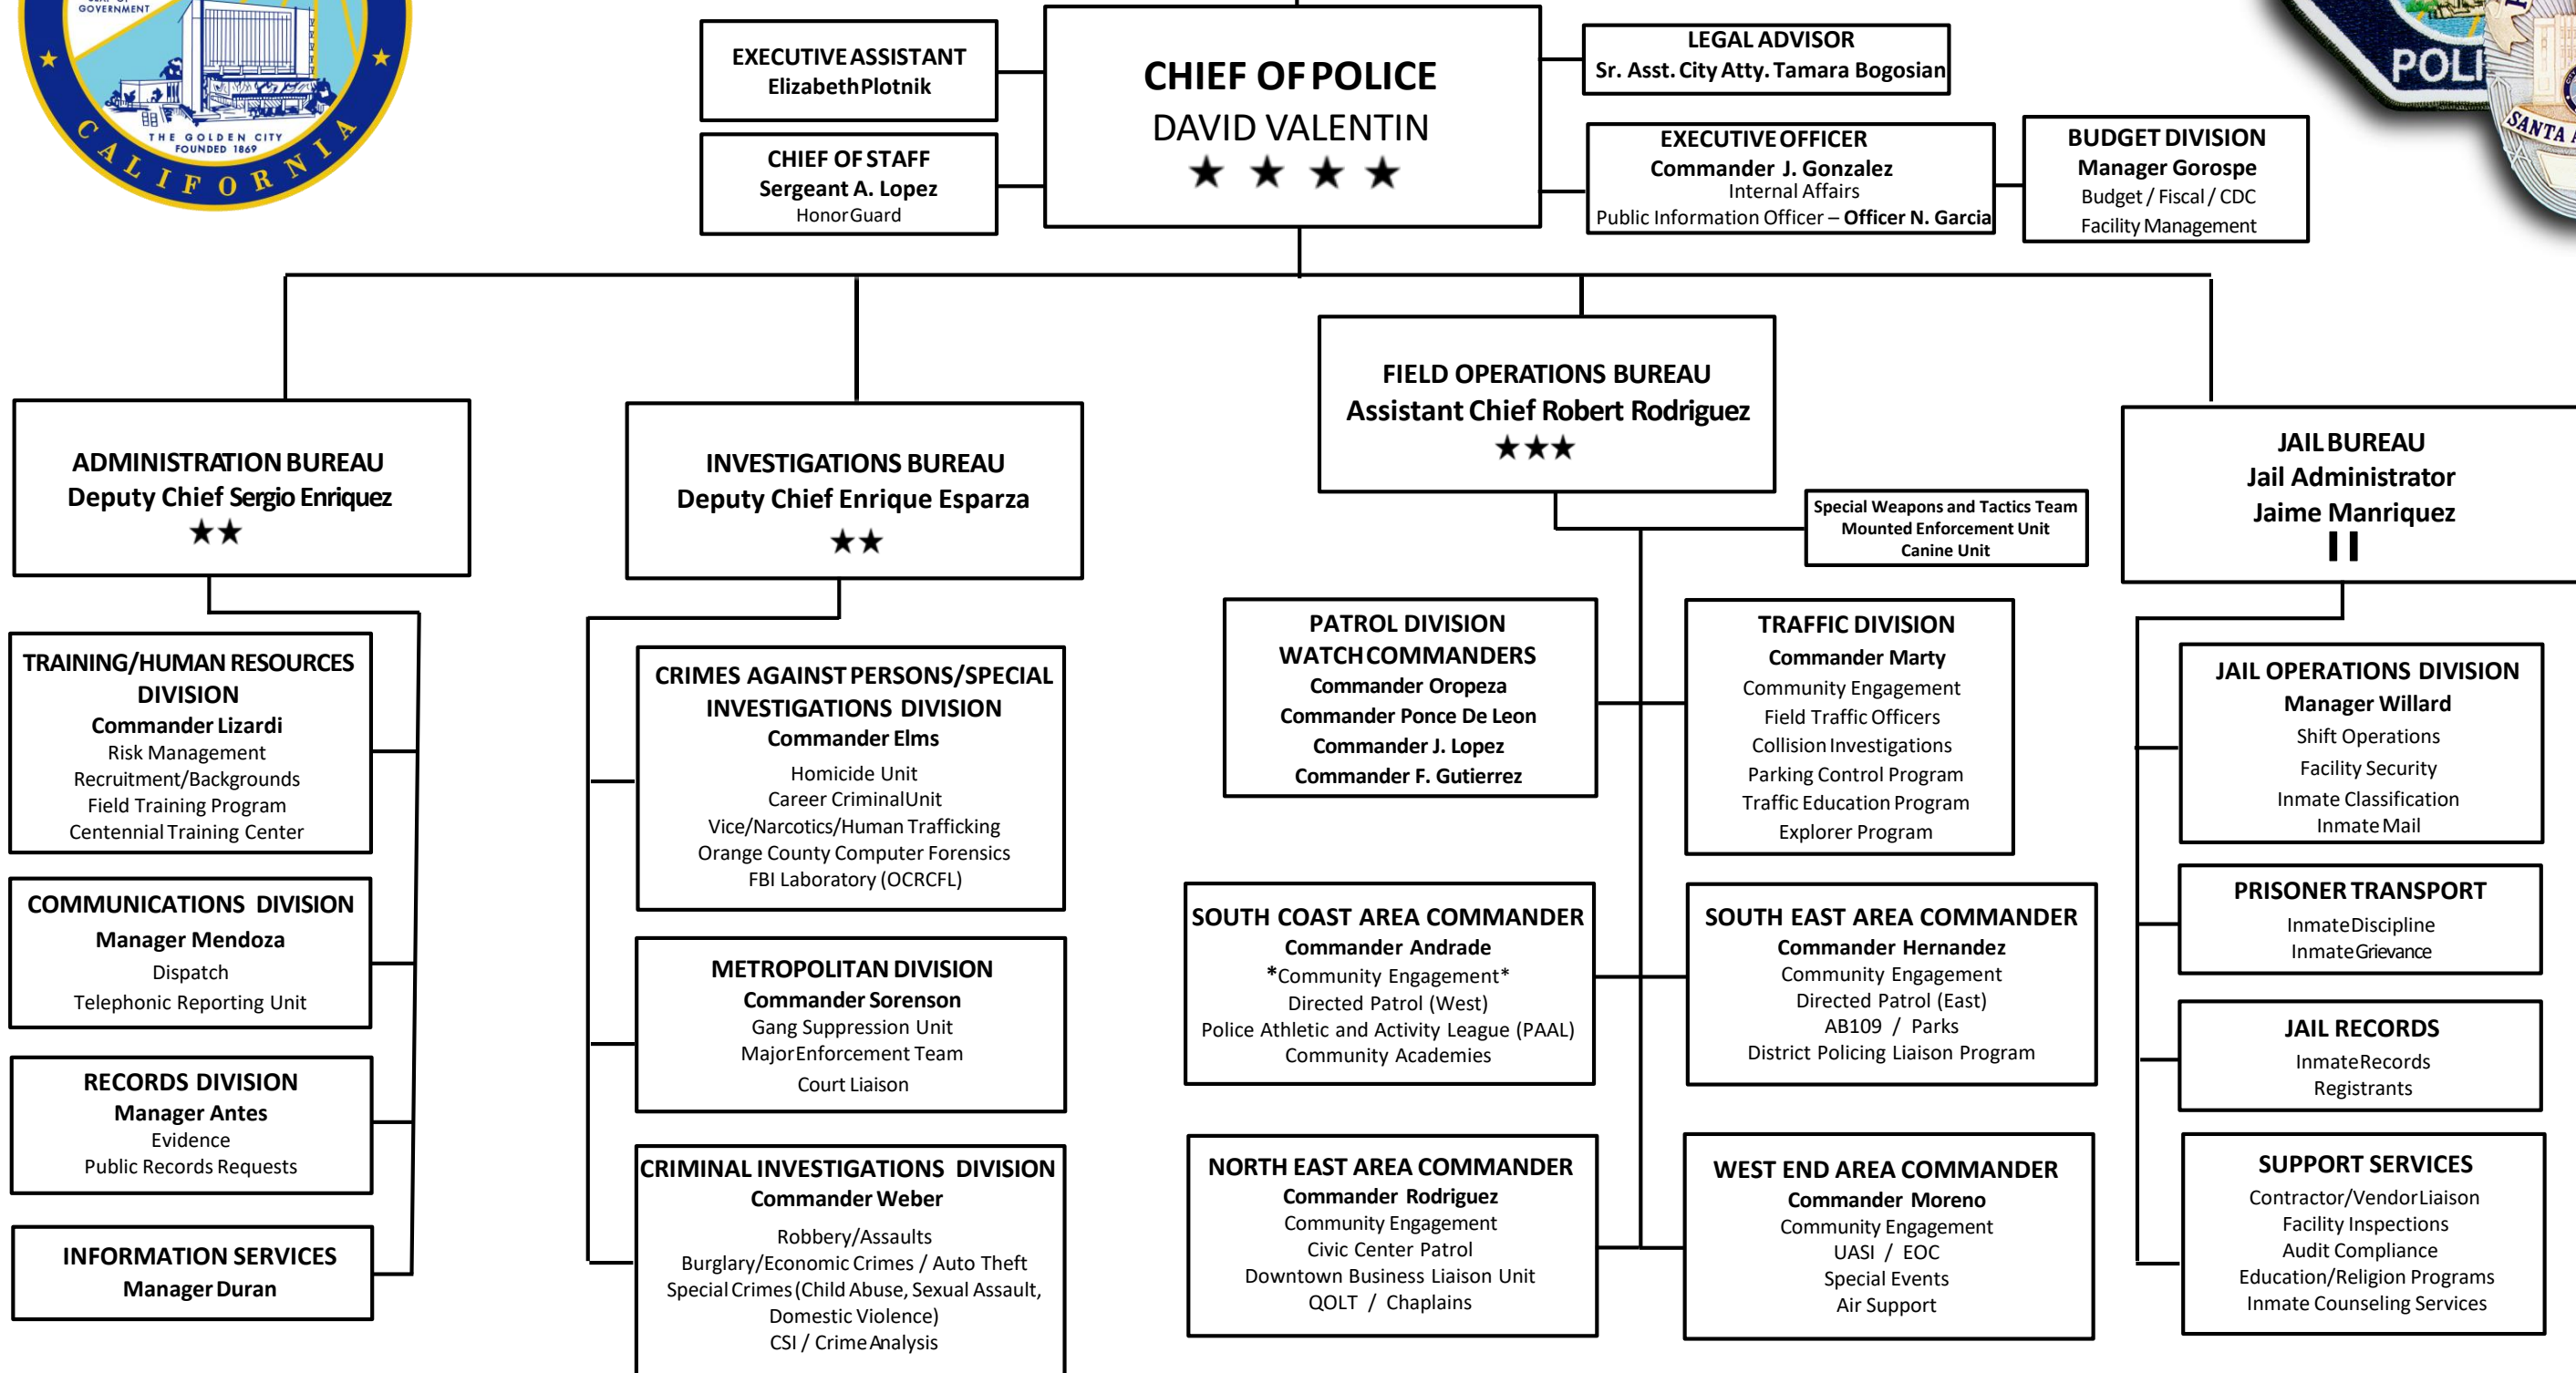 GOVERNMENT
THE GOLDEN CITY
FOUNDED 1869
CALIFORNIA
EXECUTIVE ASSISTANT
Elizabeth Plotnik
CHIEF OF STAFF
Sergeant A. Lopez
Honor Guard
CHIEF OF POLICE
DAVID VALENTIN
LEGAL ADVISOR
Sr. Asst. City Atty. Tamara Bogosian
EXECUTIVE OFFICER
Commander J. Gonzalez
Internal Affairs
Public Information Officer – Officer N. Garcia
BUDGET DIVISION
Manager Gorospe
Budget / Fiscal / CDC
Facility Management
POLI
SANTA A
ADMINISTRATION BUREAU
Deputy Chief Sergio Enriquez
INVESTIGATIONS BUREAU
Deputy Chief Enrique Esparza
FIELD OPERATIONS BUREAU
Assistant Chief Robert Rodriguez
JAIL BUREAU
Jail Administrator
Jaime Manriquez
Special Weapons and Tactics Team
Mounted Enforcement Unit
Canine Unit
TRAINING/HUMAN RESOURCES
DIVISION
Commander Lizardi
Risk Management
Recruitment/Backgrounds
Field Training Program
Centennial Training Center
COMMUNICATIONS DIVISION
Manager Mendoza
Dispatch
Telephonic Reporting Unit
RECORDS DIVISION
Manager Antes
Evidence
Public Records Requests
INFORMATION SERVICES
Manager Duran
CRIMES AGAINST PERSONS/SPECIAL
INVESTIGATIONS DIVISION
Commander Elms
Homicide Unit
Career Criminal Unit
Vice/Narcotics/Human Trafficking
Orange County Computer Forensics
FBI Laboratory (OCRCFL)
METROPOLITAN DIVISION
Commander Sorenson
Gang Suppression Unit
Major Enforcement Team
Court Liaison
CRIMINAL INVESTIGATIONS DIVISION
Commander Weber
Robbery/Assaults
Burglary/Economic Crimes / Auto Theft
Special Crimes (Child Abuse, Sexual Assault,
Domestic Violence)
CSI / Crime Analysis
PATROL DIVISION
WATCH COMMANDERS
Commander Oropeza
Commander Ponce De Leon
Commander J. Lopez
Commander F. Gutierrez
TRAFFIC DIVISION
Commander Marty
Community Engagement
Field Traffic Officers
Collision Investigations
Parking Control Program
Traffic Education Program
Explorer Program
SOUTH COAST AREA COMMANDER
Commander Andrade
*Community Engagement*
Directed Patrol (West)
Police Athletic and Activity League (PAAL)
Community Academies
SOUTH EAST AREA COMMANDER
Commander Hernandez
Community Engagement
Directed Patrol (East)
AB109 / Parks
District Policing Liaison Program
NORTH EAST AREA COMMANDER
Commander Rodriguez
Community Engagement
Civic Center Patrol
Downtown Business Liaison Unit
QOLT / Chaplains
WEST END AREA COMMANDER
Commander Moreno
Community Engagement
UASI / EOC
Special Events
Air Support
JAIL OPERATIONS DIVISION
Manager Willard
Shift Operations
Facility Security
Inmate Classification
Inmate Mail
PRISONER TRANSPORT
Inmate Discipline
Inmate Grievance
JAIL RECORDS
Inmate Records
Registrants
SUPPORT SERVICES
Contractor/Vendor Liaison
Facility Inspections
Audit Compliance
Education/Religion Programs
Inmate Counseling Services